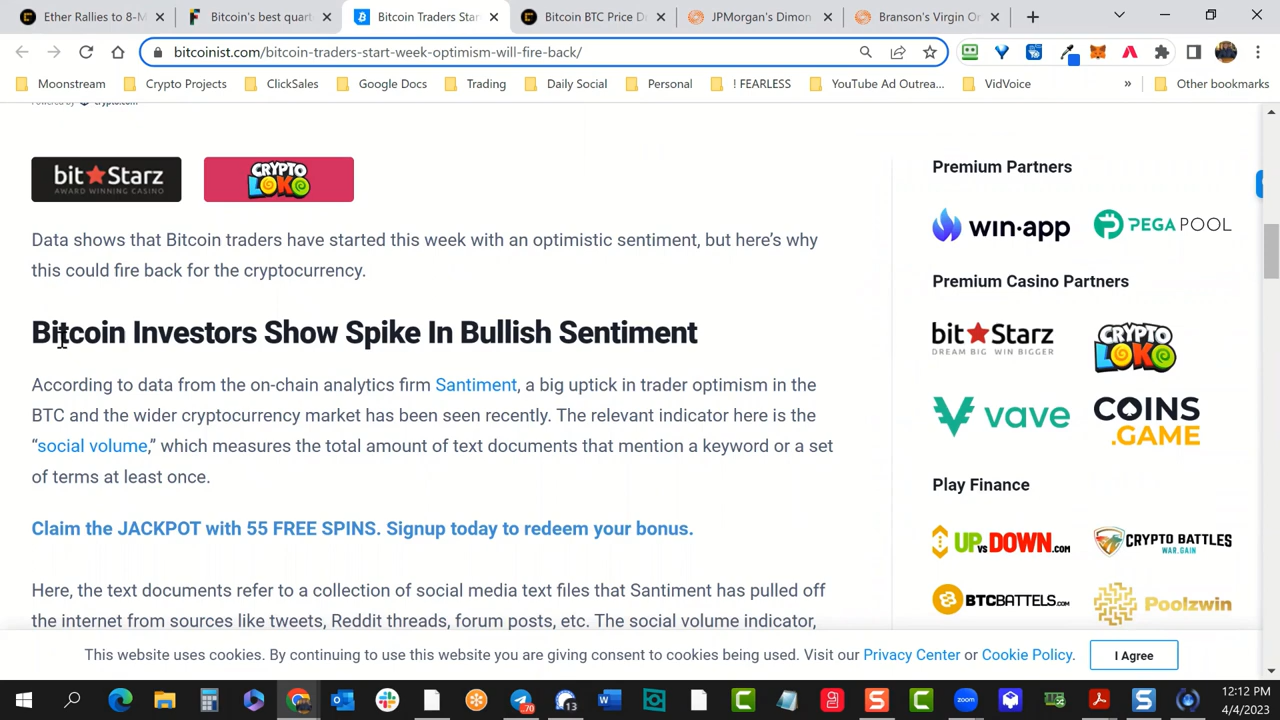 Ether Rallies to 8-M
Bitcoin's best quart
Bitcoin Traders Star
Bitcoin BTC Price D
JPMorgan's Dimon
Branson's Virgin Or
bitcoinist.com/bitcoin-traders-start-week-optimism-will-fire-back/
Moonstream
Crypto Projects
ClickSales
Google Docs
Trading
Daily Social
Personal
! FEARLESS
YouTube Ad Outrea...
VidVoice
»
Other bookmarks
Powered by crypto.com
bit★Starz
AWARD WINNING CASINO
CRYPTO
LOKO
Data shows that Bitcoin traders have started this week with an optimistic sentiment, but here's why
this could fire back for the cryptocurrency.
Bitcoin Investors Show Spike In Bullish Sentiment
According to data from the on-chain analytics firm Santiment, a big uptick in trader optimism in the
BTC and the wider cryptocurrency market has been seen recently. The relevant indicator here is the
“social volume,” which measures the total amount of text documents that mention a keyword or a set
of terms at least once.
Claim the JACKPOT with 55 FREE SPINS. Signup today to redeem your bonus.
Here, the text documents refer to a collection of social media text files that Santiment has pulled off
the internet from sources like tweets, Reddit threads, forum posts, etc. The social volume indicator,
Premium Partners
win·app
PEGAPOOL
Premium Casino Partners
bit★Starz
DREAM BIG. WIN BIGGER
CRYPTO
LOKO
vave
COINS
.GAME
Play Finance
UPvsDOWN.com
CRYPTO BATTLES
WAR.GAIN
BTCBATTELS.COM
Poolzwin
This website uses cookies. By continuing to use this website you are giving consent to cookies being used. Visit our Privacy Center or Cookie Policy.
I Agree
70
13
12:12 PM
4/4/2023